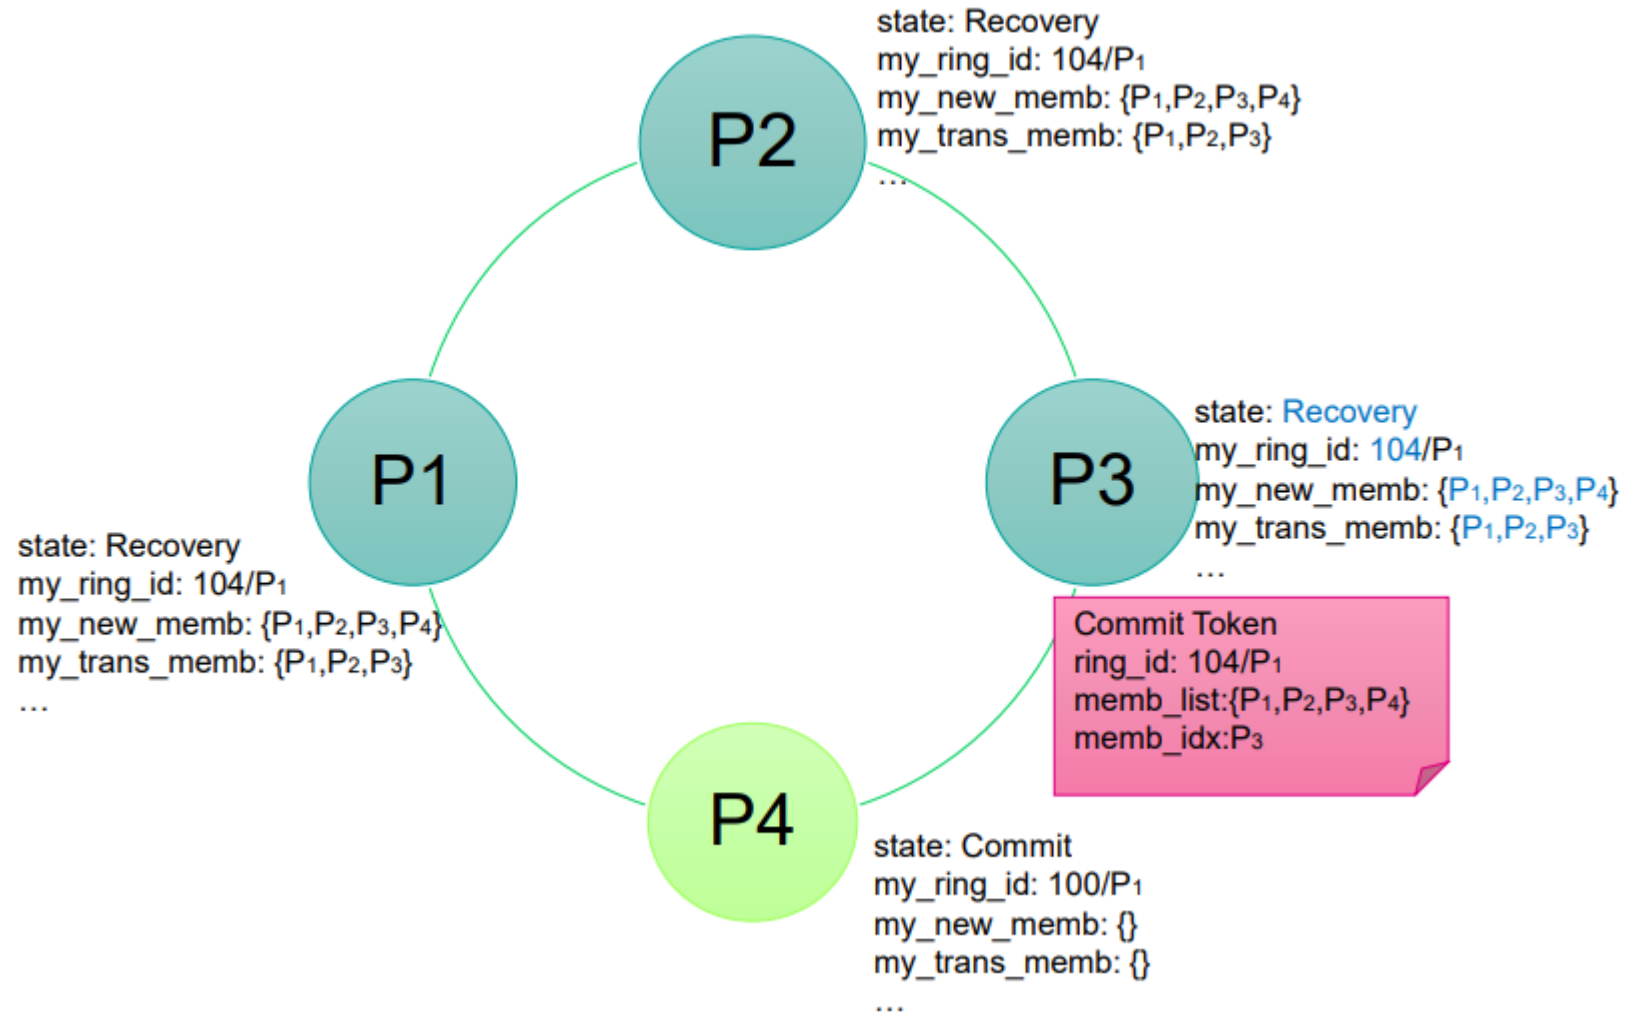 state: Recovery
my_ring_id: 104/P1
my_new_memb: {P1,P2,P3,P4}
my_trans_memb: {P1,P2,P3}
...
P2
state: Recovery
my_ring_id: 104/P1
my_new_memb: {P1,P2,P3,P4}
my_trans_memb: {P1,P2,P3}
...
P1
P3
state: Recovery
my_ring_id: 104/P1
my_new_memb: {P1,P2,P3,P4}
my_trans_memb: {P1,P2,P3}
...
Commit Token
ring_id: 104/P1
memb_list:{P1,P2,P3,P4}
memb_idx:P3
P4
state: Commit
my_ring_id: 100/P1
my_new_memb: {}
my_trans_memb: {}
...